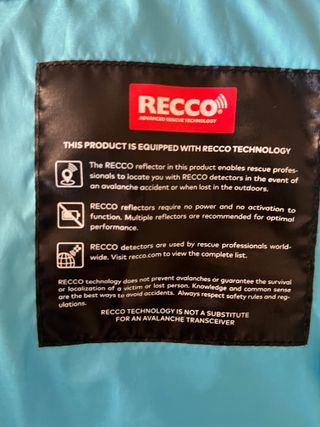 RECCO
ADVANCED RESCUE TECHNOLOGY
THIS PRODUCT IS EQUIPPED WITH RECCO TECHNOLOGY
The RECCO reflector in this product enables rescue profes-
sionals to locate you with RECCO detectors in the event of
an avalanche accident or when lost in the outdoors.
RECCO reflectors require no power and no activation to
function. Multiple reflectors are recommended for optimal
performance.
RECCO detectors are used by rescue professionals world-
wide. Visit recco.com to view the complete list.
RECCO technology does not prevent avalanches or guarantee the survival
or localization of a victim or lost person. Knowledge and common sense
are the best ways to avoid accidents. Always respect safety rules and reg-
ulations.
RECCO TECHNOLOGY IS NOT A SUBSTITUTE
FOR AN AVALANCHE TRANSCEIVER